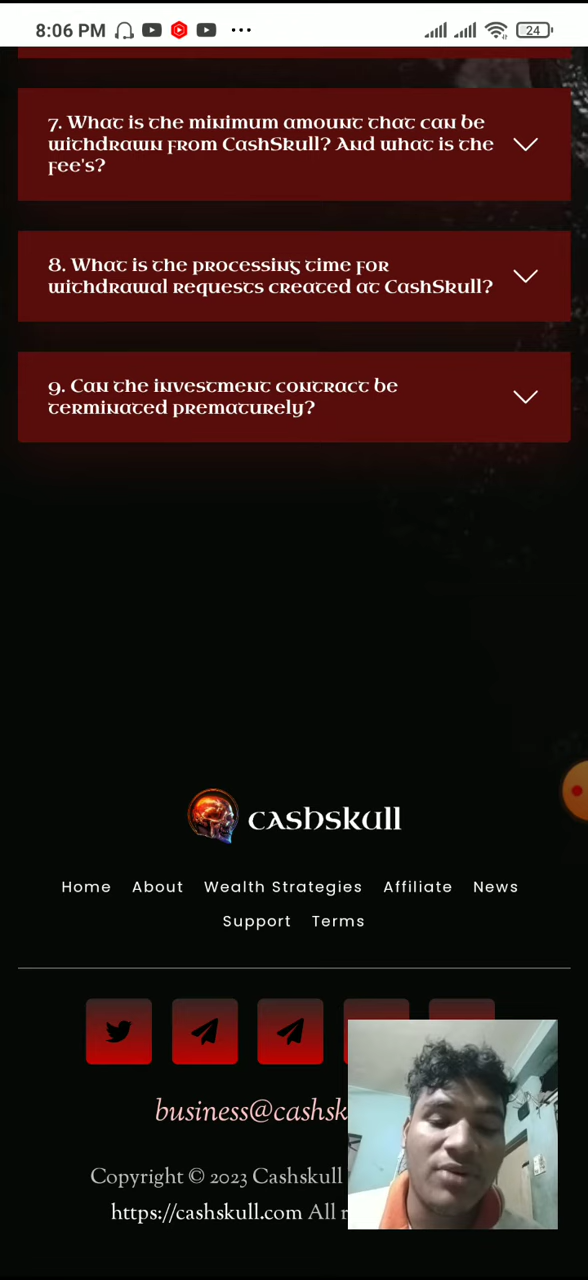 8:06 PM
24
7. What is the minimum amount that can be
withdrawn from CashSkull? And what is the
fee's?
8. What is the processing time for
withdrawal requests created at CashSkull?
9. Can the investment contract be
terminated prematurely?
cashskull
Home About Wealth Strategies Affiliate News
Support Terms
business@cashsk
Copyright © 2023 Cashskull
https://cashskull.com All r